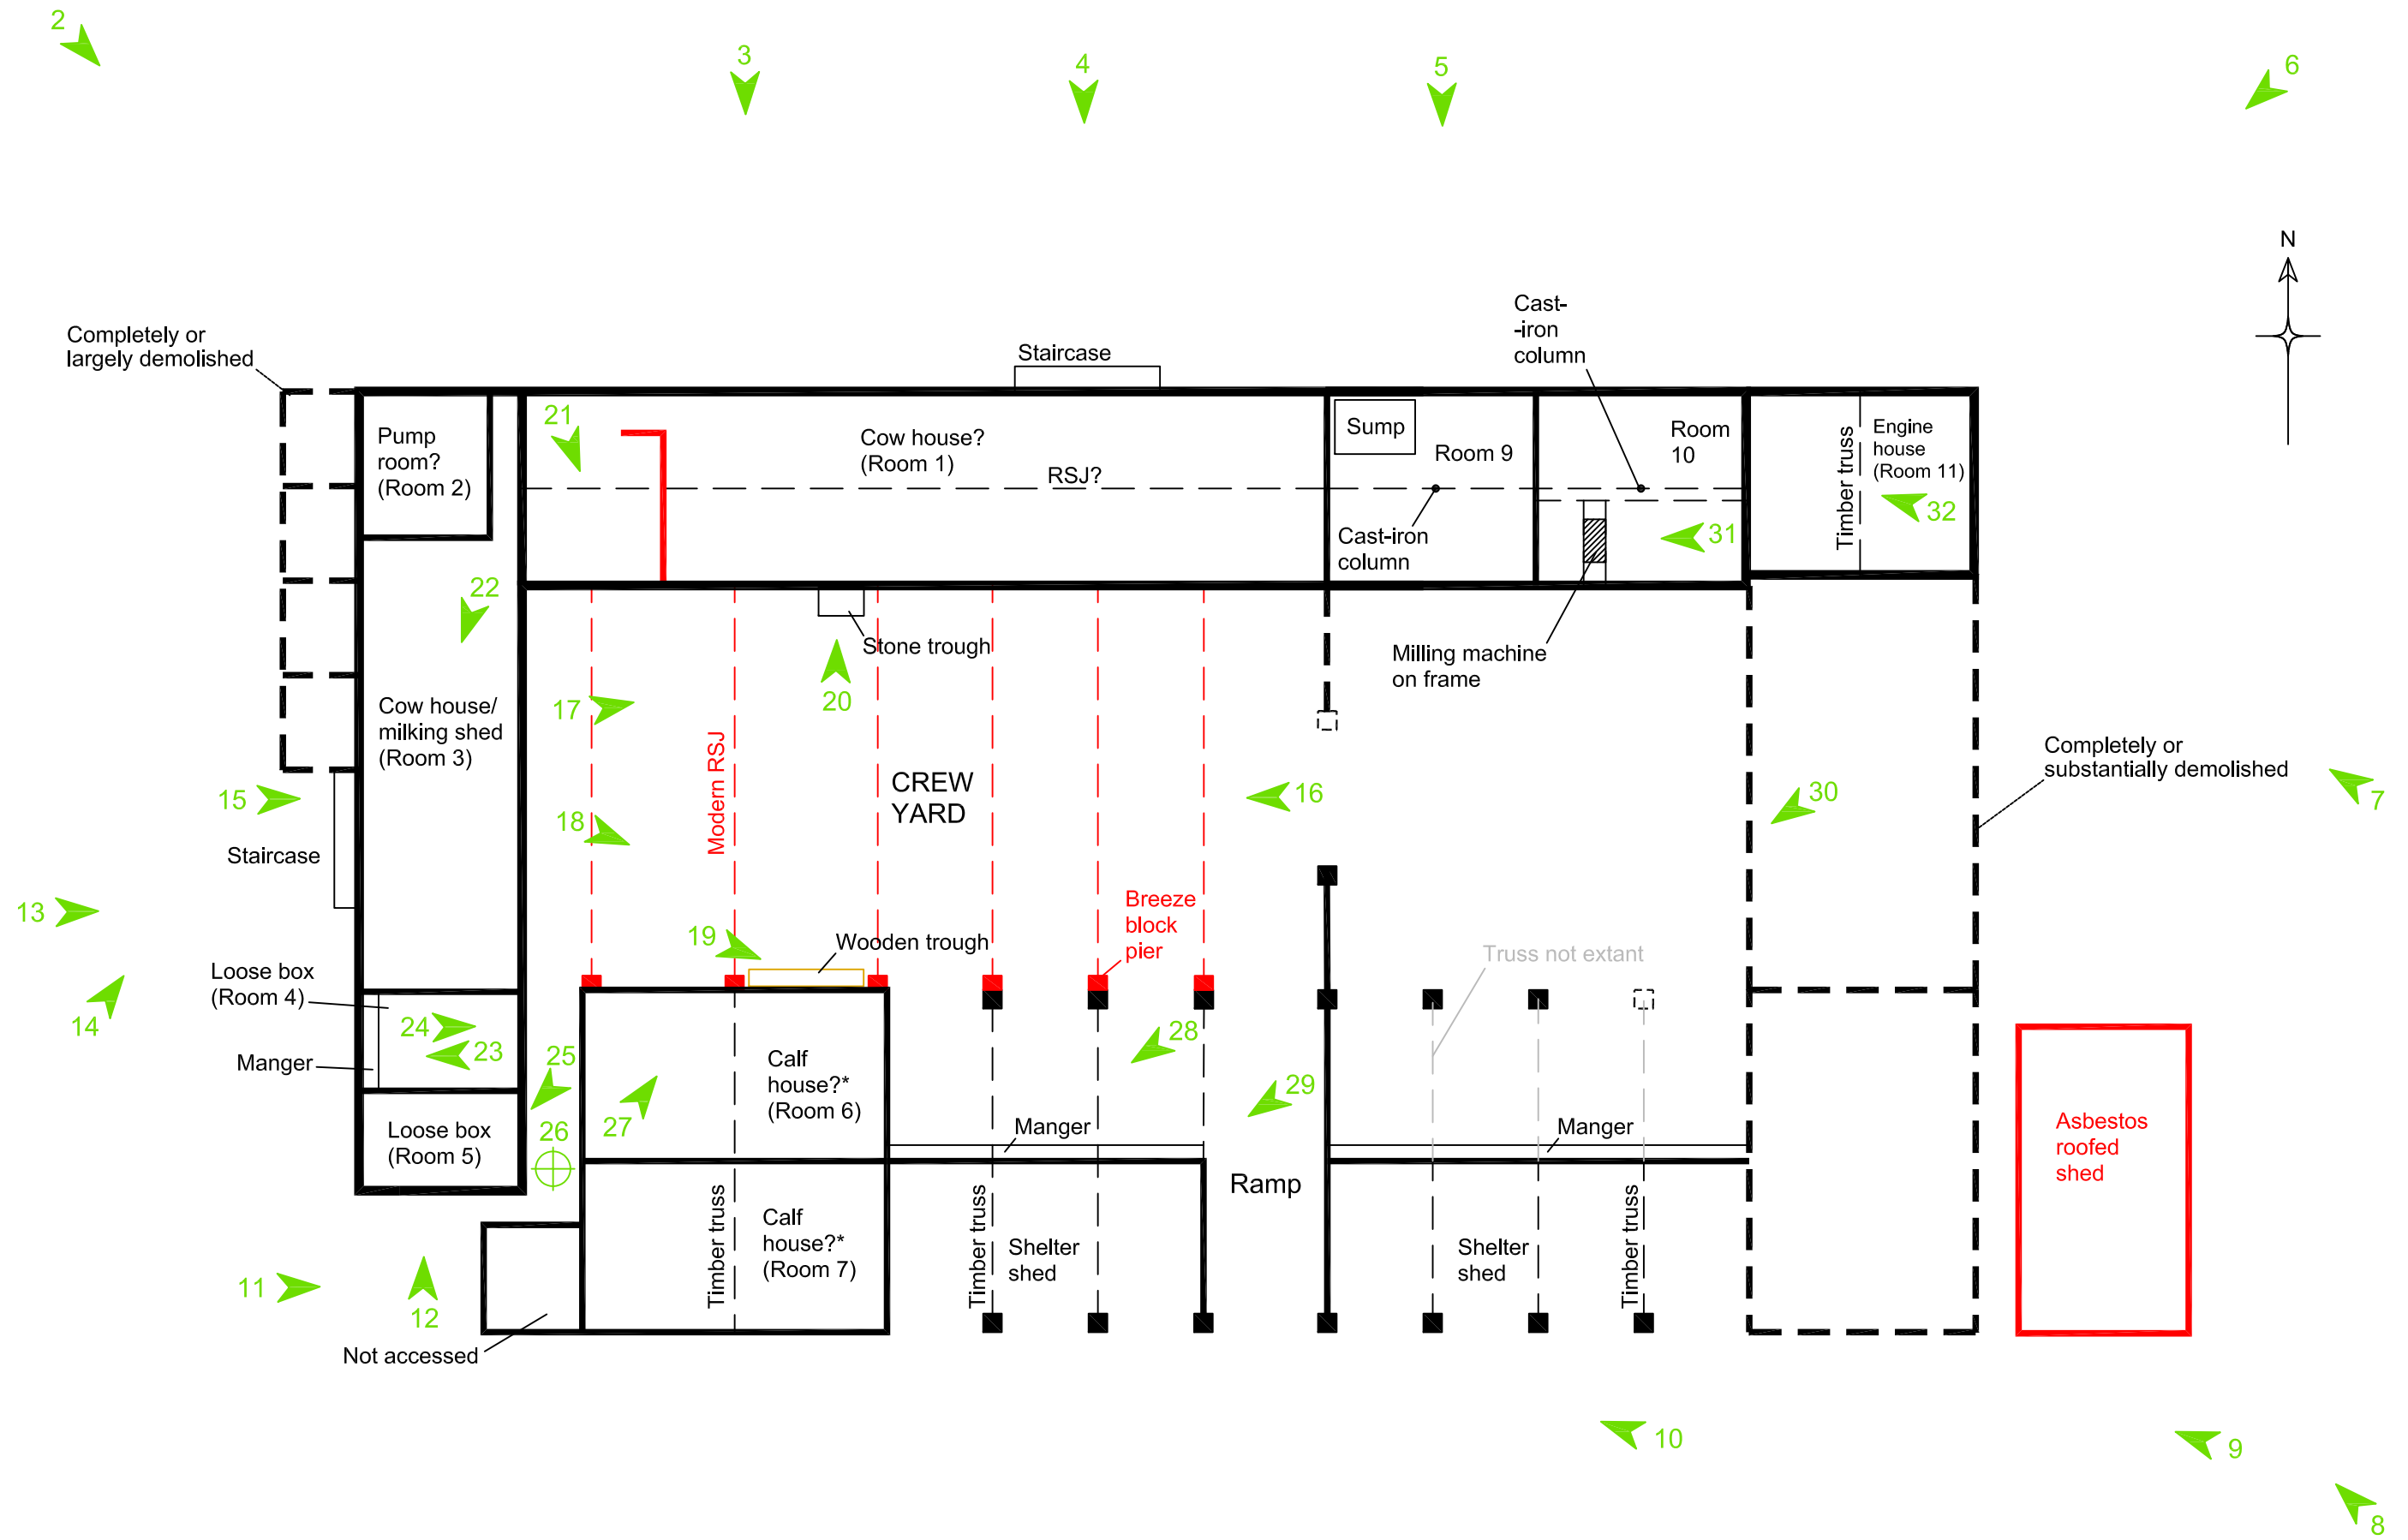 2
3
4
5
6
N
Cast-
-iron
column
Completely or
largely demolished
Staircase
21
Pump
room?
(Room 2)
Cow house?
(Room 1)
RSJ?
Sump
Room 9
Room
10
Timber truss
Engine
house
(Room 11)
32
Cast-iron
column
31
22
Stone trough
Milling machine
on frame
20
17
Cow house/
milking shed
(Room 3)
Modern RSJ
CREW
YARD
16
30
Completely or
substantially demolished
7
15
18
Staircase
13
Breeze
block
pier
19
Wooden trough
Truss not extant
Loose box
(Room 4)
14
24
23
Manger
25
28
Calf
house?*
(Room 6)
29
27
26
Manger
Manger
Loose box
(Room 5)
Asbestos
roofed
shed
Ramp
Timber truss
Calf
house?*
(Room 7)
Timber truss
Shelter
shed
Shelter
shed
Timber truss
11
12
Not accessed
10
9
8